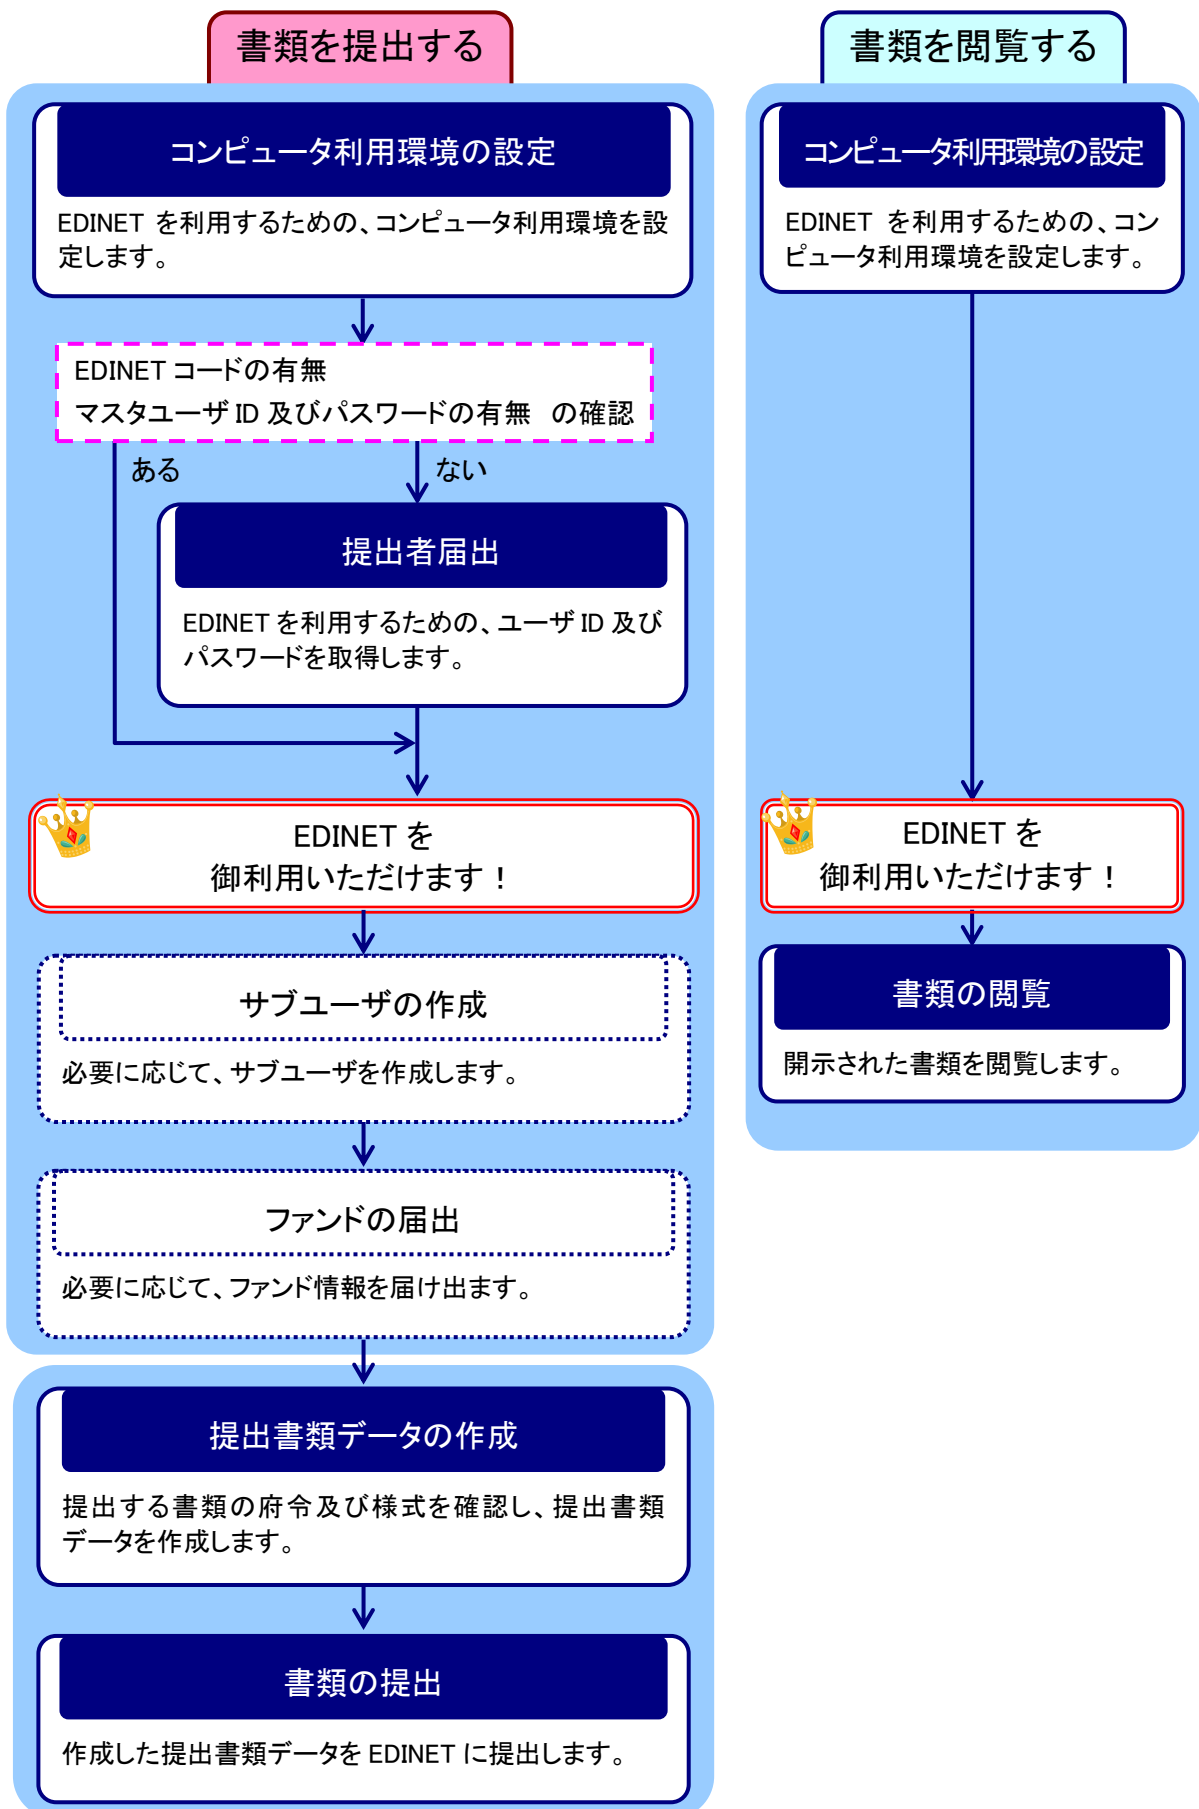 書類を提出する
コンピュータ利用環境の設定
EDINET を利用するための、コンピュータ利用環境を設
定します。
EDINET コードの有無
マスタユーザ ID 及びパスワードの有無　の確認
ある
ない
提出者届出
EDINET を利用するための、ユーザ ID 及び
パスワードを取得します。
EDINET を
御利用いただけます！
サブユーザの作成
必要に応じて、サブユーザを作成します。
ファンドの届出
必要に応じて、ファンド情報を届け出ます。
提出書類データの作成
提出する書類の府令及び様式を確認し、提出書類
データを作成します。
書類の提出
作成した提出書類データを EDINET に提出します。
書類を閲覧する
コンピュータ利用環境の設定
EDINET を利用するための、コン
ピュータ利用環境を設定します。
EDINET を
御利用いただけます！
書類の閲覧
開示された書類を閲覧します。